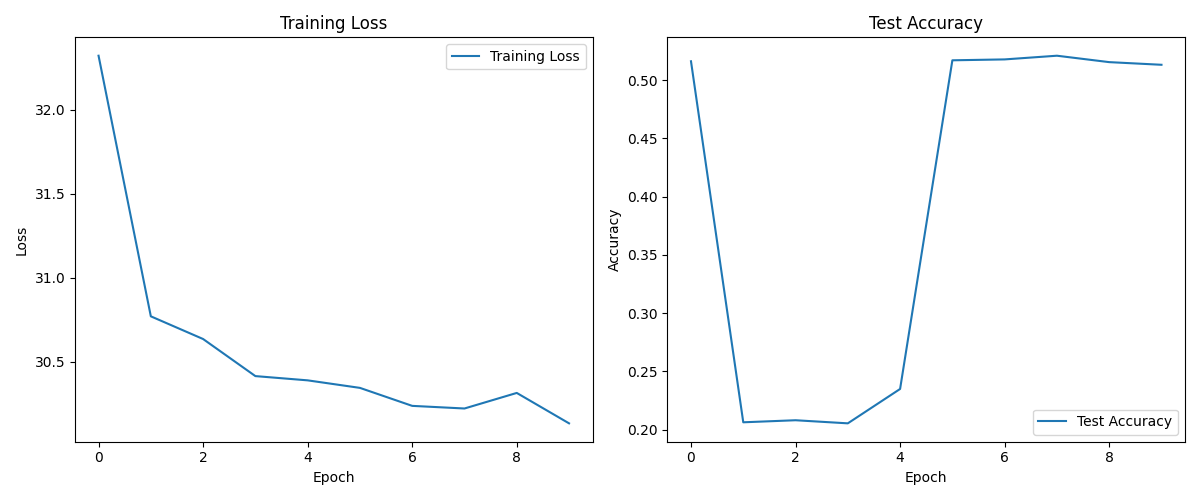 Training Loss
Training Loss
32.0
31.5
31.0
30.5
Loss
0 2 4 6 8
Epoch
Test Accuracy
0.50
0.45
0.40
0.35
0.30
0.25
0.20
Accuracy
Test Accuracy
0 2 4 6 8
Epoch